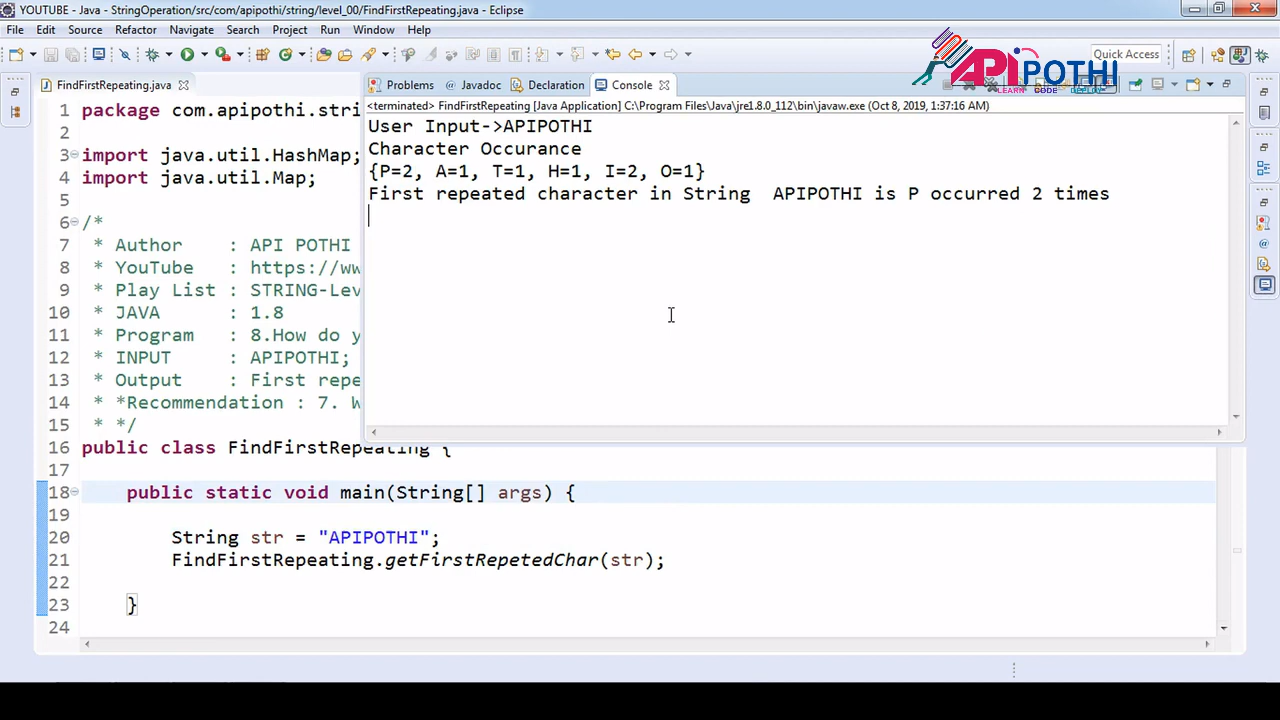 YOUTUBE - Java - StringOperation/src/com/apipothi/string/level_00/FindFirstRepeating.java - Eclipse
File Edit Source Refactor Navigate Search Project Run Window Help
Quick Access
APIPOTHI
LEARN CODE DEPLOY
FindFirstRepeating.java
Problems @ Javadoc Declaration Console
<terminated> FindFirstRepeating [Java Application] C:\Program Files\Java\jre1.8.0_112\bin\javaw.exe (Oct 8, 2019, 1:37:16 AM)
User Input->APIPOTHI
Character Occurance
{P=2, A=1, T=1, H=1, I=2, O=1}
First repeated character in String  APIPOTHI is P occurred 2 times
1 package com.apipothi.stri
2
3 import java.util.HashMap;
4 import java.util.Map;
5
6 /*
7 * Author : API POTHI
8 * YouTube : https://ww
9 * Play List : STRING-Lev
10 * JAVA : 1.8
11 * Program : 8.How do y
12 * INPUT : APIPOTHI;
13 * Output : First repe
14 * *Recommendation : 7. W
15 * */
16 public class FindFirstRepeating {
17
18 public static void main(String[] args) {
19
20 String str = "APIPOTHI";
21 FindFirstRepeating.getFirstRepetedChar(str);
22
23 }
24